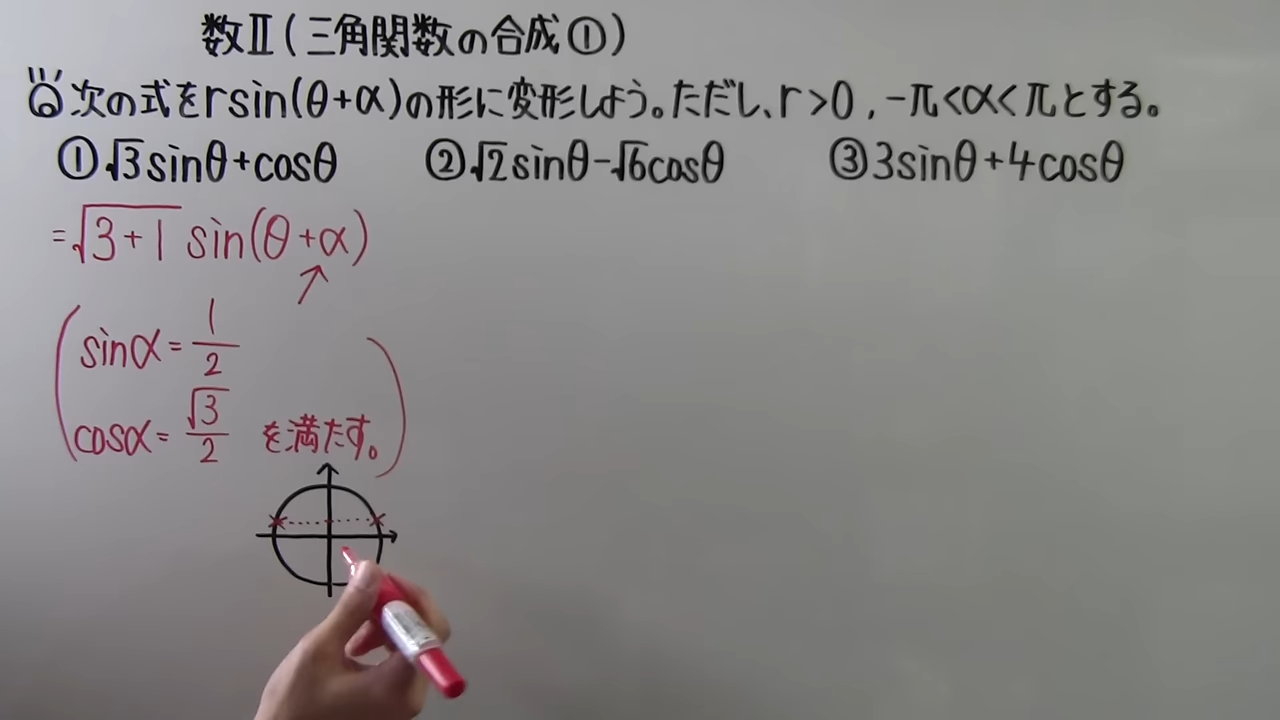 数Ⅱ(三角関数の合成①)
次の式をrsin(θ+α)の形に変形しよう。ただし、r>0, -π<α<πとする。
①√3sinθ+cosθ ②√2sinθ-√6cosθ ③3sinθ+4cosθ
=√3+1 sin(θ+α)
sinα=1/2
cosα=√3/2 を満たす。